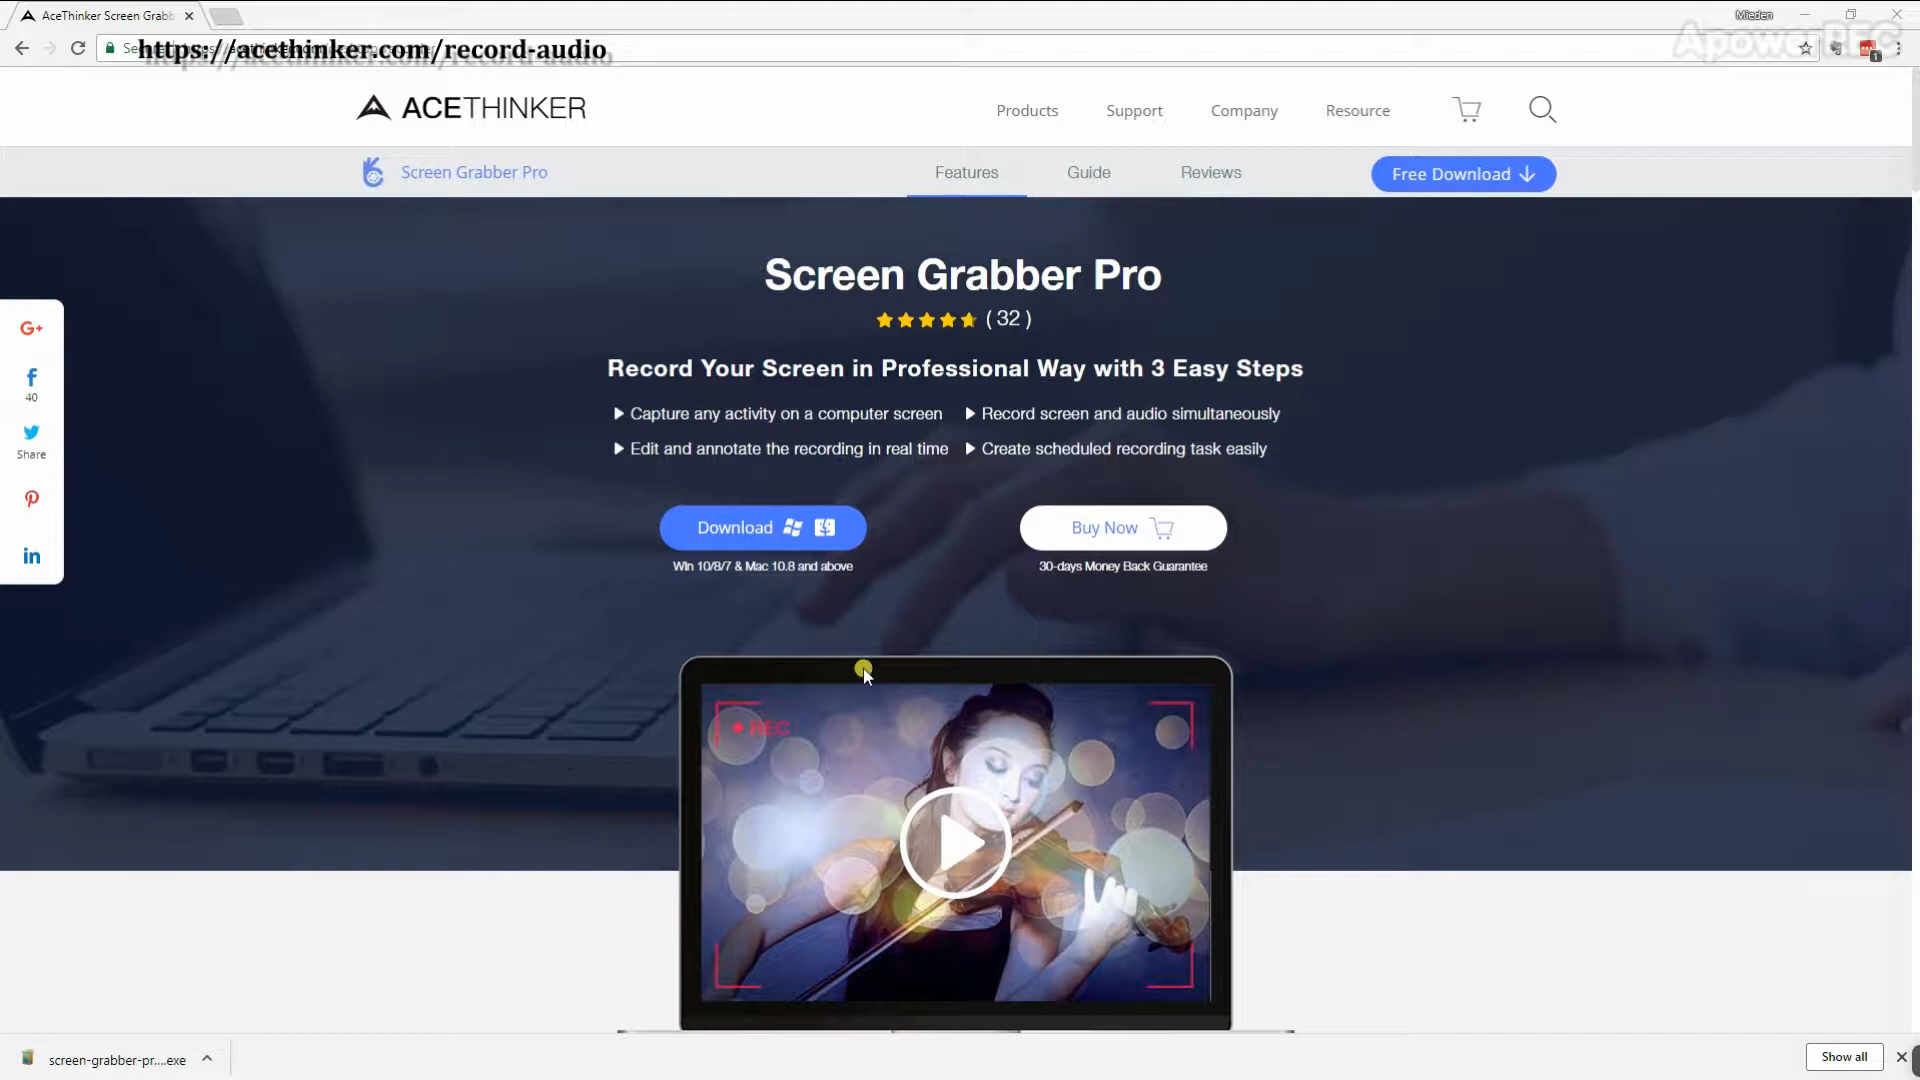 AceThinker Screen Grabb
Mieden
ApowerREC
https://acethinker.com/record-audio
1
ACETHINKER
Products
Support
Company
Resource
Screen Grabber Pro
Features
Guide
Reviews
Free Download
Screen Grabber Pro
( 32 )
Record Your Screen in Professional Way with 3 Easy Steps
Capture any activity on a computer screen
Record screen and audio simultaneously
Edit and annotate the recording in real time
Create scheduled recording task easily
G+
f
40
Share
in
Download
Buy Now
Win 10/8/7 & Mac 10.8 and above
30-days Money Back Guarantee
REC
screen-grabber-pr....exe
Show all